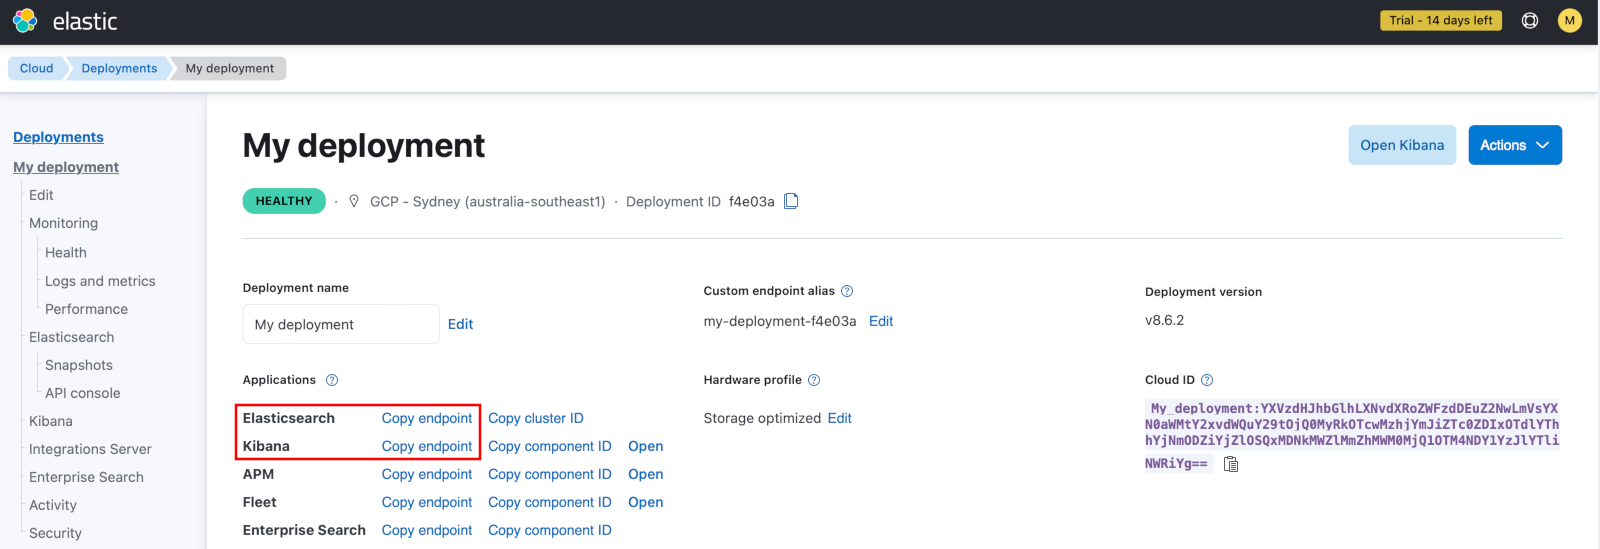 elastic
Trial - 14 days left
M
Cloud
Deployments
My deployment
Deployments
My deployment
Edit
Monitoring
Health
Logs and metrics
Performance
Elasticsearch
Snapshots
API console
Kibana
Integrations Server
Enterprise Search
Activity
Security
My deployment
Open Kibana
Actions
HEALTHY · GCP - Sydney (australia-southeast1) · Deployment ID f4e03a
Deployment name
My deployment
Edit
Custom endpoint alias
my-deployment-f4e03a Edit
Deployment version
v8.6.2
Applications
Elasticsearch Copy endpoint Copy cluster ID
Kibana Copy endpoint Copy component ID Open
APM Copy endpoint Copy component ID Open
Fleet Copy endpoint Copy component ID Open
Enterprise Search Copy endpoint Copy component ID
Hardware profile
Storage optimized Edit
Cloud ID
My_deployment:YXVzdHJhbGlhLXNvdXRoZWFzdDEuZ2NwLmVsYX
N0aWMtY2xvdWQuY29tOjQ0MyRkOTcwMzhjYmJiZTc0ZDIxOTdlYTh
hYjNmODZiYjZlOSQxMDNkMWZlMmZhMWM0MjQ1OTM4NDY1YzJlYTli
NWRiYg==